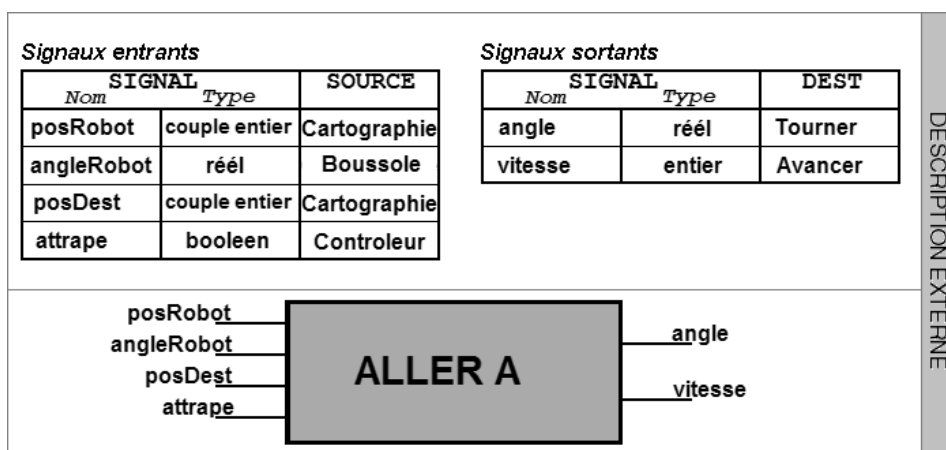 Signaux entrants
SIGNAL SOURCE
Nom Type
posRobot couple entier Cartographie
angleRobot réél Boussole
posDest couple entier Cartographie
attrape booleen Controleur
Signaux sortants
SIGNAL DEST
Nom Type
angle réél Tourner
vitesse entier Avancer
posRobot
angleRobot
posDest
attrape
ALLER A
angle
vitesse
DESCRIPTION EXTERNE